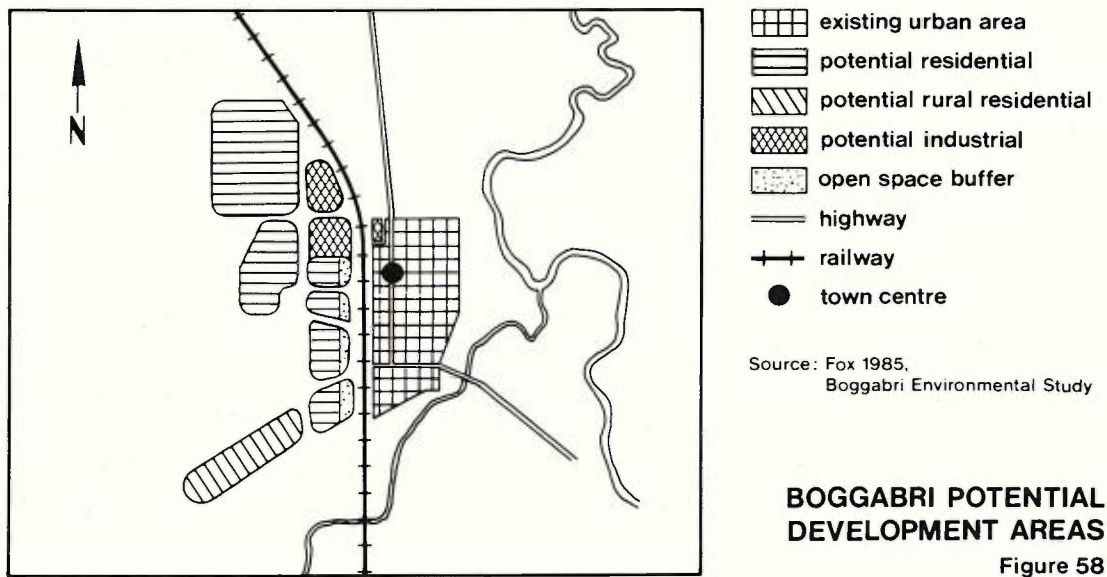 N
existing urban area
potential residential
potential rural residential
potential industrial
open space buffer
highway
railway
town centre
Source: Fox 1985,
Boggabri Environmental Study
BOGGABRI POTENTIAL
DEVELOPMENT AREAS
Figure 58